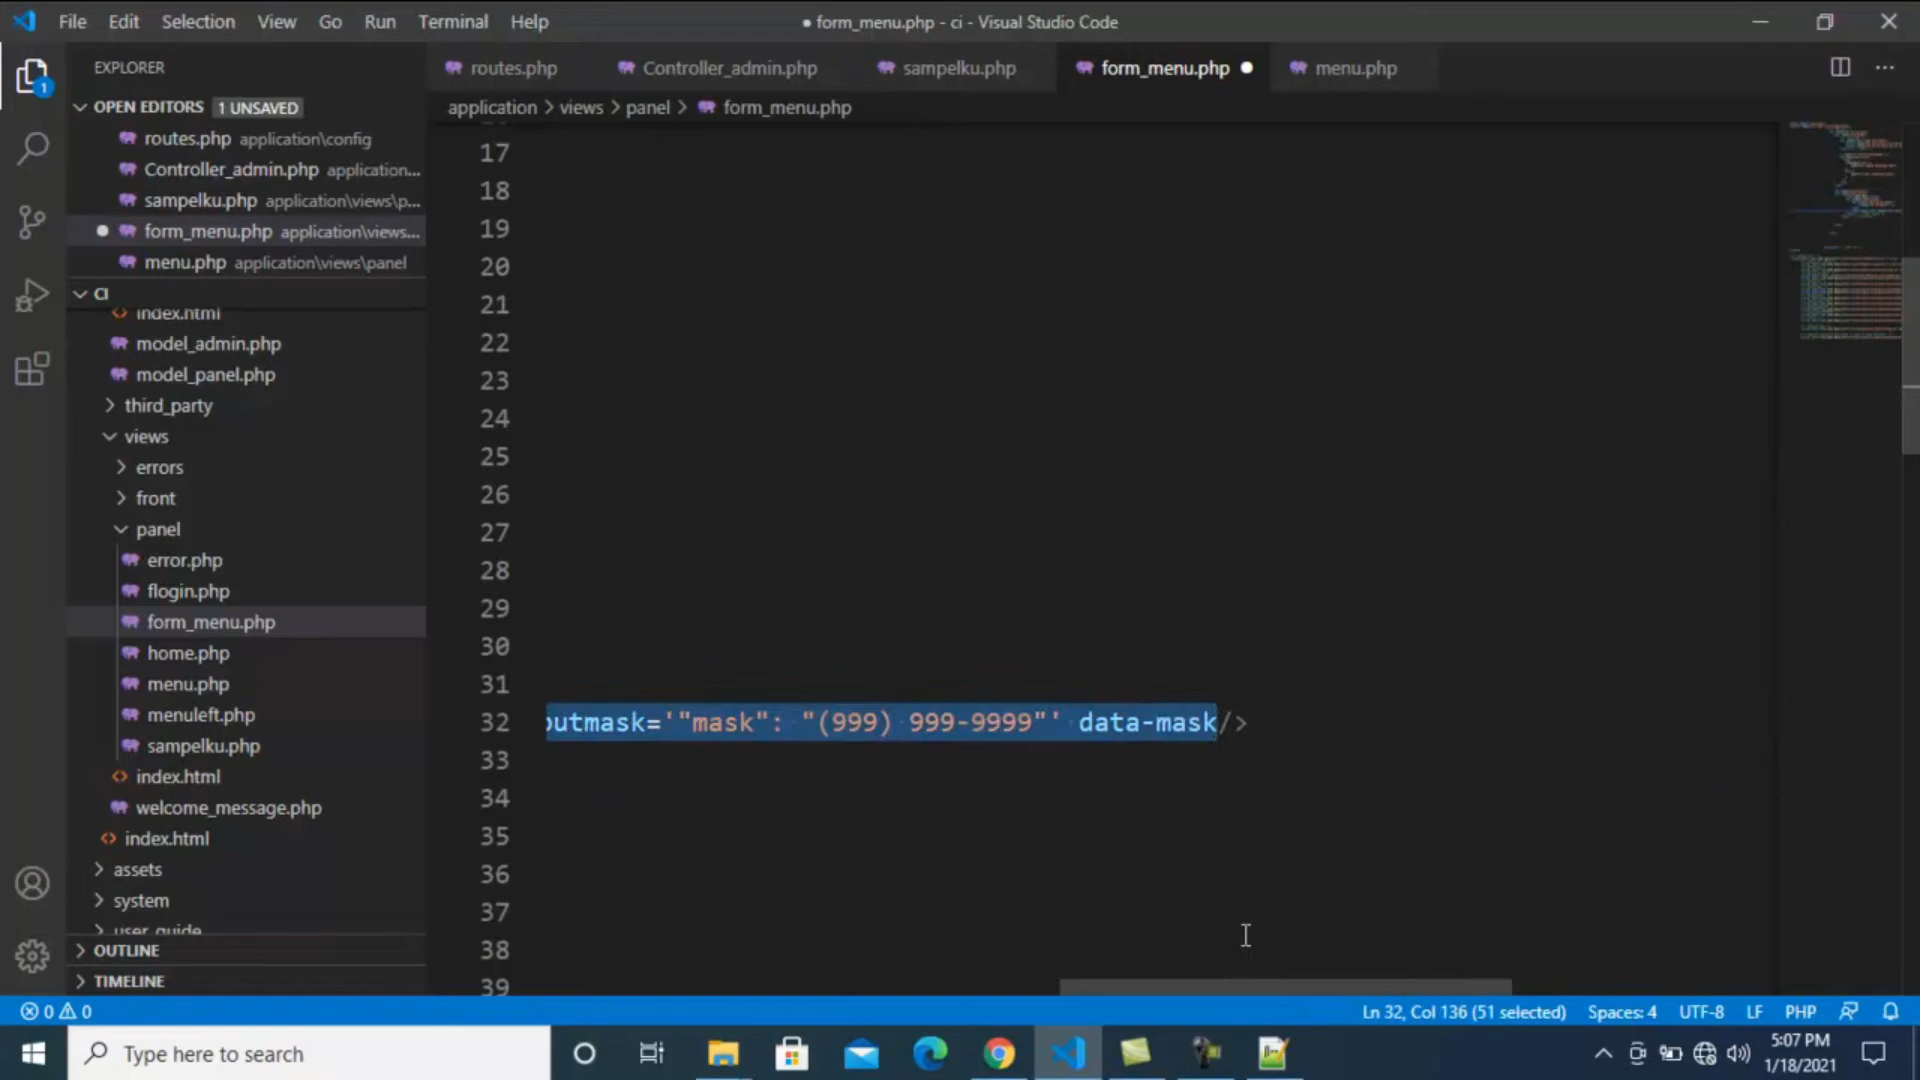 File Edit Selection View Go Run Terminal Help
● form_menu.php - ci - Visual Studio Code
EXPLORER
OPEN EDITORS 1 UNSAVED
routes.php application\config
Controller_admin.php application...
sampelku.php application\views\p...
form_menu.php application\views...
menu.php application\views\panel
CI
index.html
model_admin.php
model_panel.php
third_party
views
errors
front
panel
error.php
flogin.php
form_menu.php
home.php
menu.php
menuleft.php
sampelku.php
index.html
welcome_message.php
index.html
assets
system
user_guide
OUTLINE
TIMELINE
routes.php Controller_admin.php sampelku.php form_menu.php ● menu.php
application > views > panel > form_menu.php
17
18
19
20
21
22
23
24
25
26
27
28
29
30
31
32 putmask='"mask": "(999) 999-9999"' data-mask/>
33
34
35
36
37
38
39
1
0 0 Ln 32, Col 136 (51 selected) Spaces: 4 UTF-8 LF PHP
Type here to search
5:07 PM
1/18/2021